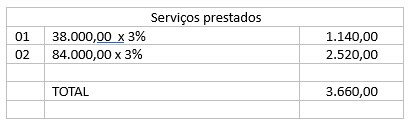 Serviços prestados
01 38.000,00 x 3% 1.140,00
02 84.000,00 x 3% 2.520,00
TOTAL 3.660,00